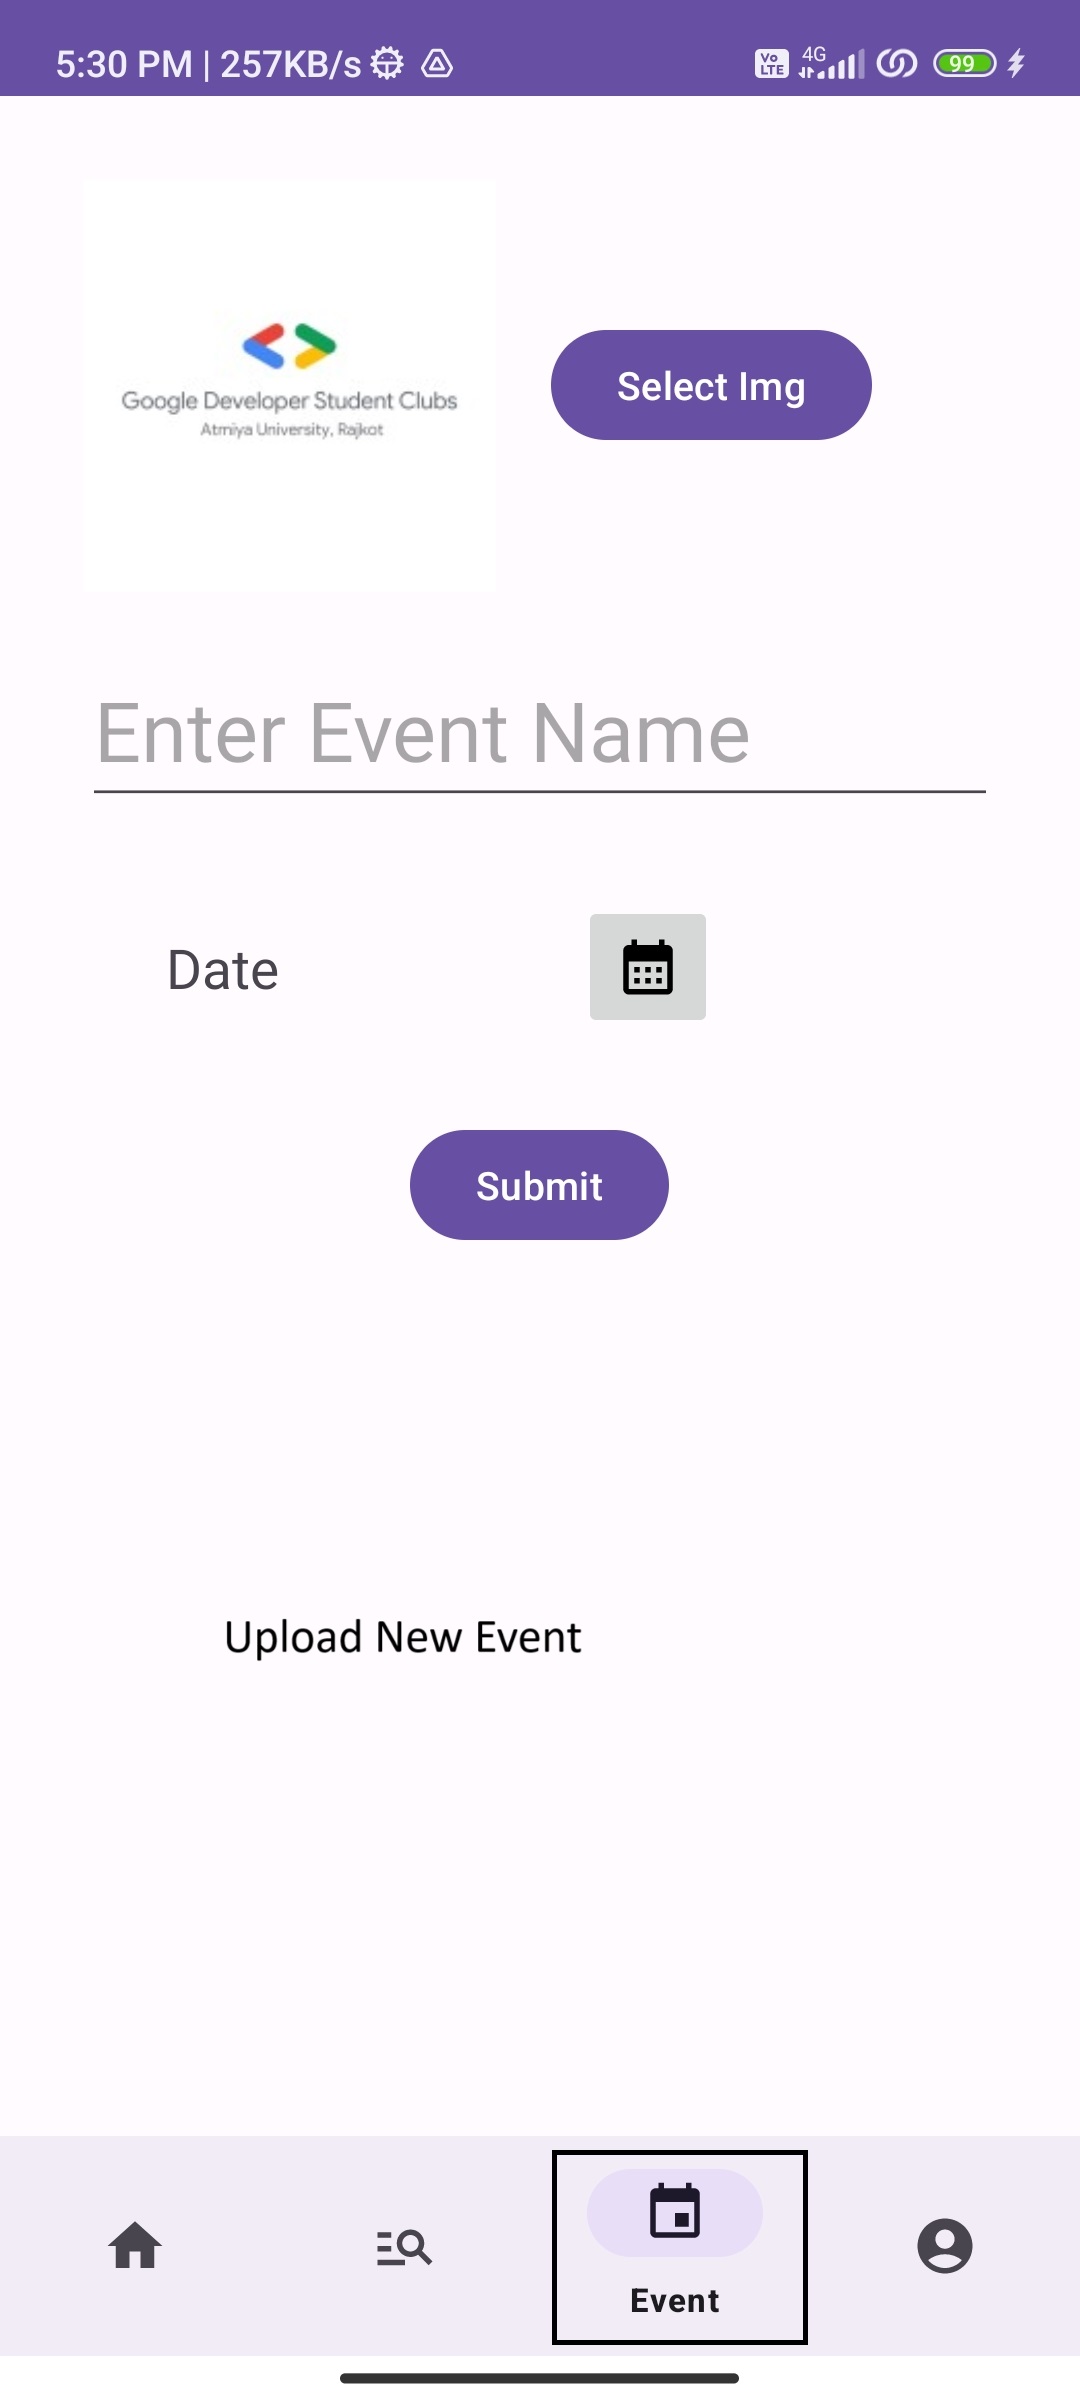 5:30 PM | 257KB/s
Vo LTE 4G 99
Google Developer Student Clubs
Atmiya University, Rajkot
Select Img
Enter Event Name
Date
Submit
Upload New Event
Event